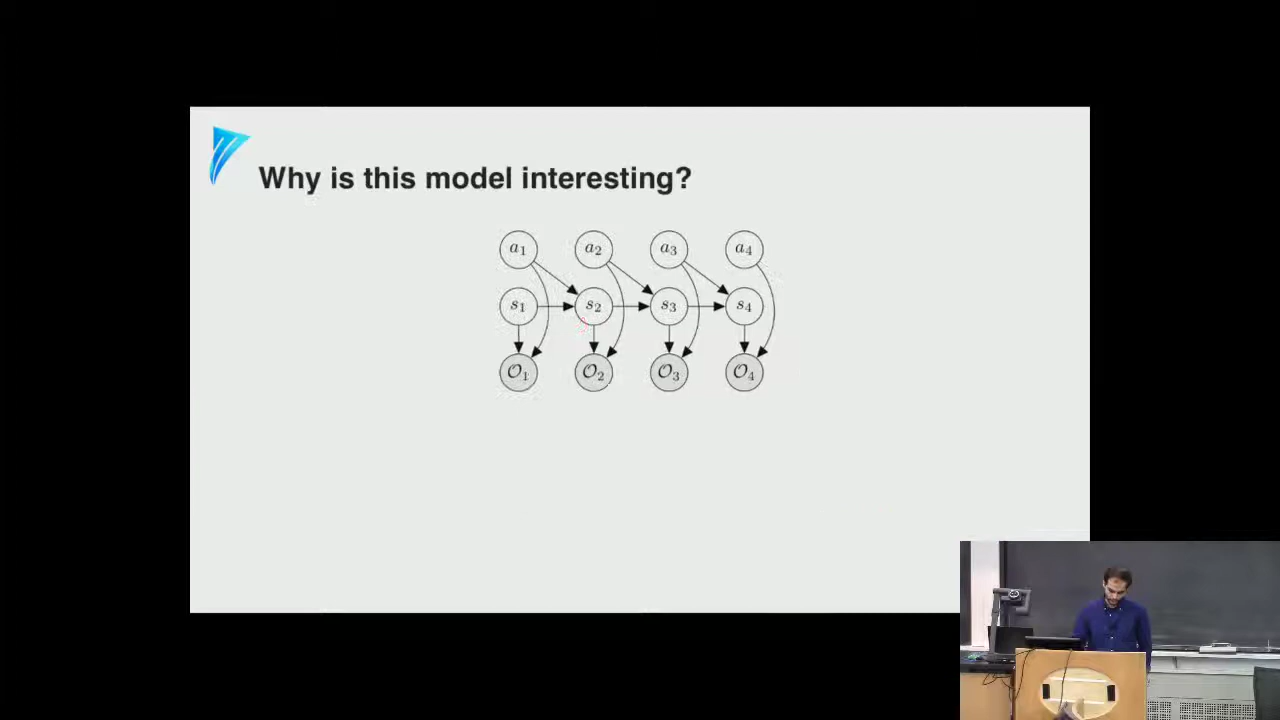 Why is this model interesting?
a₁ a₂ a₃ a₄
s₁ s₂ s₃ s₄
𝒪₁ 𝒪₂ 𝒪₃ 𝒪₄